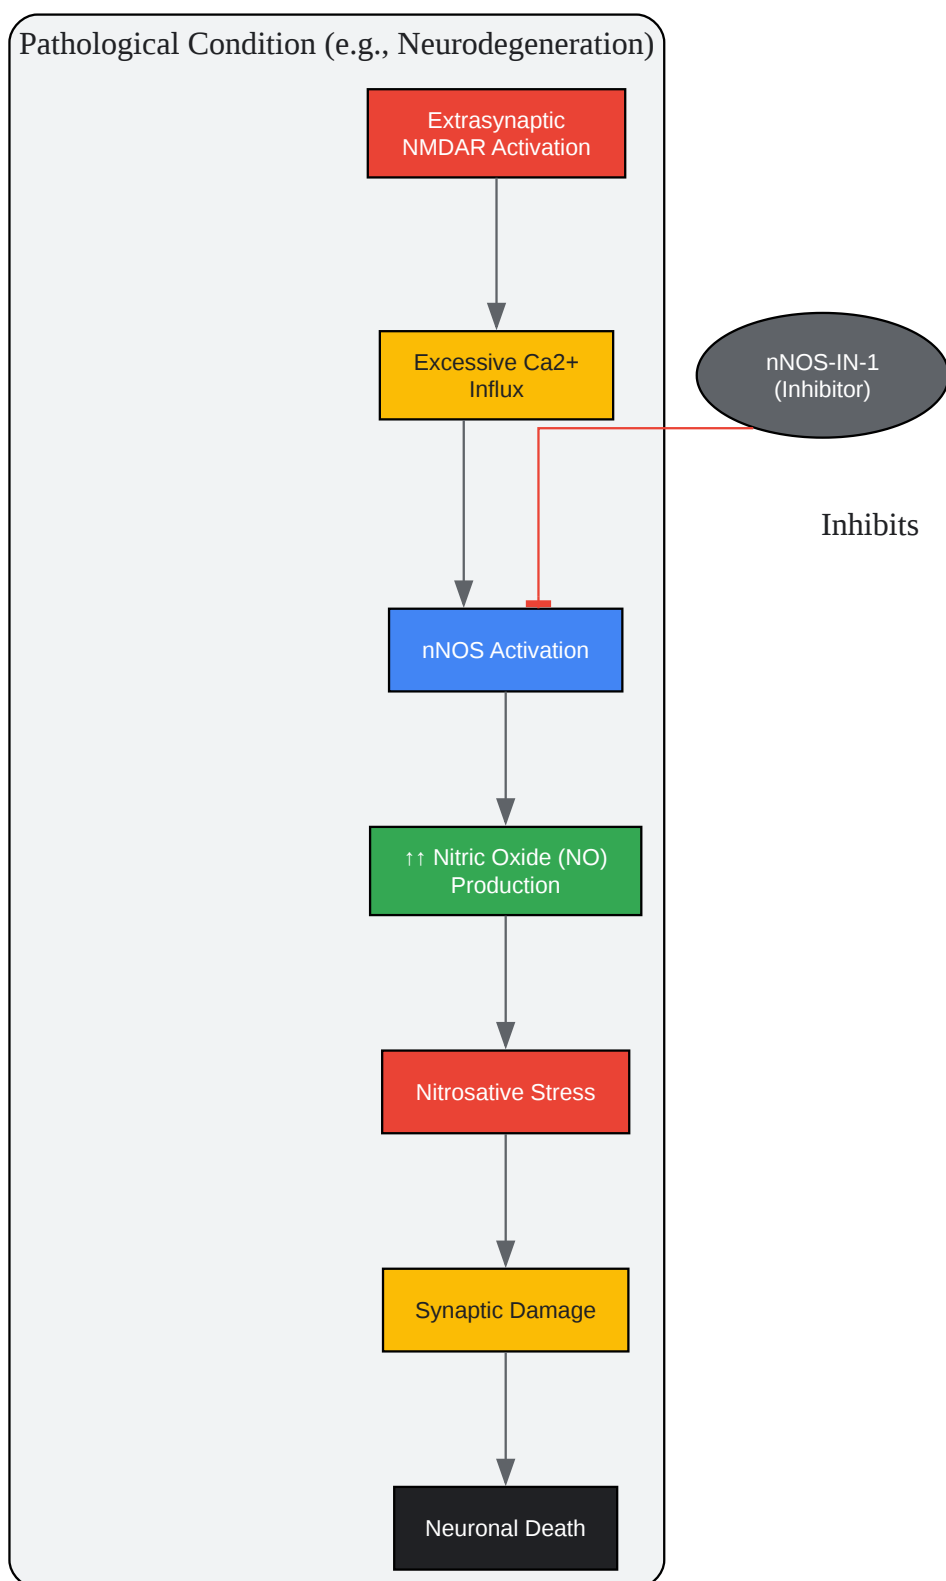 Pathological Condition (e.g., Neurodegeneration)
Extrasynaptic
NMDAR Activation
Excessive Ca2+
Influx
nNOS-IN-1
(Inhibitor)
Inhibits
nNOS Activation
↑↑ Nitric Oxide (NO)
Production
Nitrosative Stress
Synaptic Damage
Neuronal Death